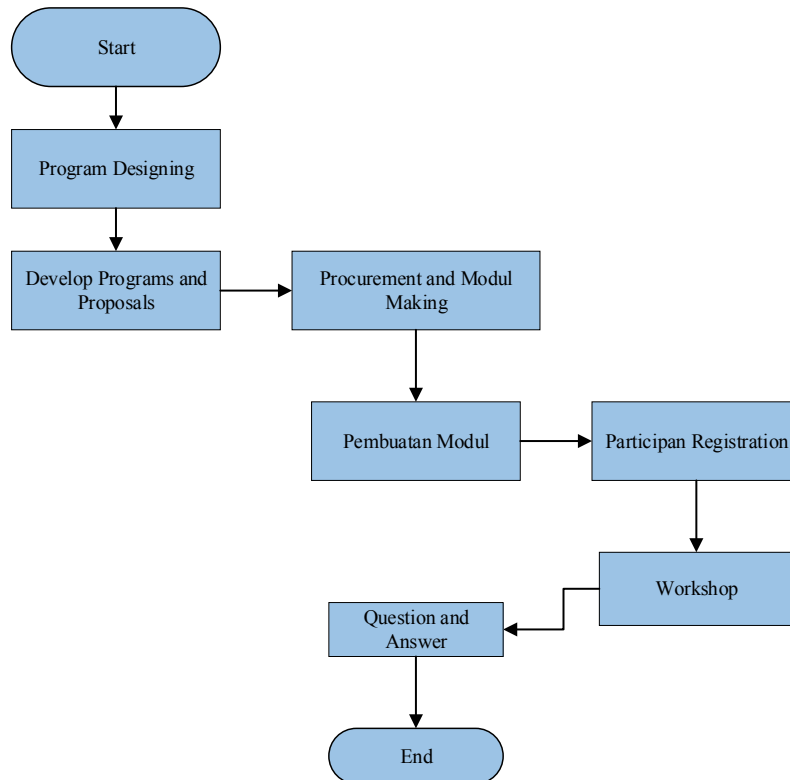 Start
Program Designing
Develop Programs and
Proposals
Procurement and Modul
Making
Pembuatan Modul
Participan Registration
Workshop
Question and
Answer
End